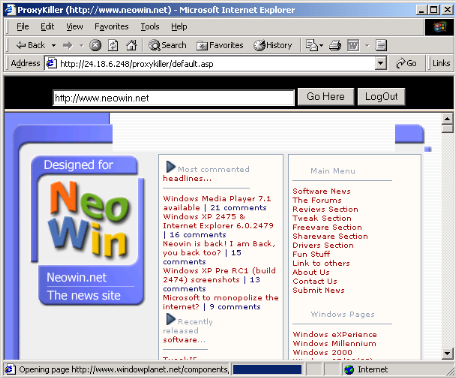 ProxyKiller (http://www.neowin.net) - Microsoft Internet Explorer
File Edit View Favorites Tools Help
Back Search Favorites History
Address http://24.18.6.248/proxykiller/default.asp Go Links
http://www.neowin.net Go Here LogOut
Designed for
Neo
Win
Neowin.net
The news site
Most commented
headlines...
Windows Media Player 7.1
available | 21 comments
Windows XP 2475 &
Internet Explorer 6.0.2479
| 16 comments
Neowin is back! I am Back,
you back too? | 15
comments
Windows XP Pre RC1 (build
2474) screenshots | 13
comments
Microsoft to monopolize the
internet? | 9 comments
Recently
released
software...
Main Menu
Software News
The Forums
Reviews Section
Tweak Section
Freeware Section
Shareware Section
Drivers Section
Fun Stuff
Link to others
About Us
Contact Us
Submit News
Windows Pages
Windows eXPerience
Windows Millennium
Windows 2000
Opening page http://www.windowplanet.net/components, Internet